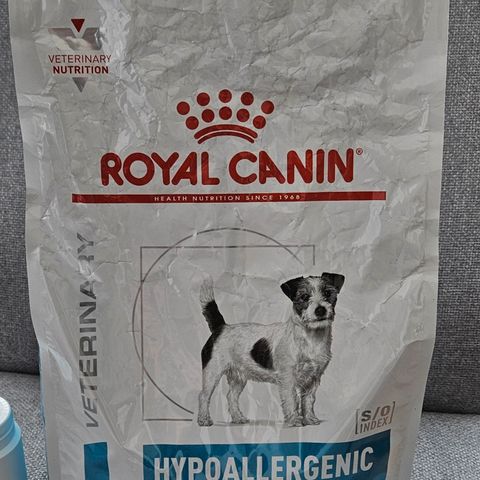 VETERINARY
NUTRITION
ROYAL CANIN®
HEALTH NUTRITION SINCE 1968
VETERINARY
S/O
INDEX
HYPOALLERGENIC